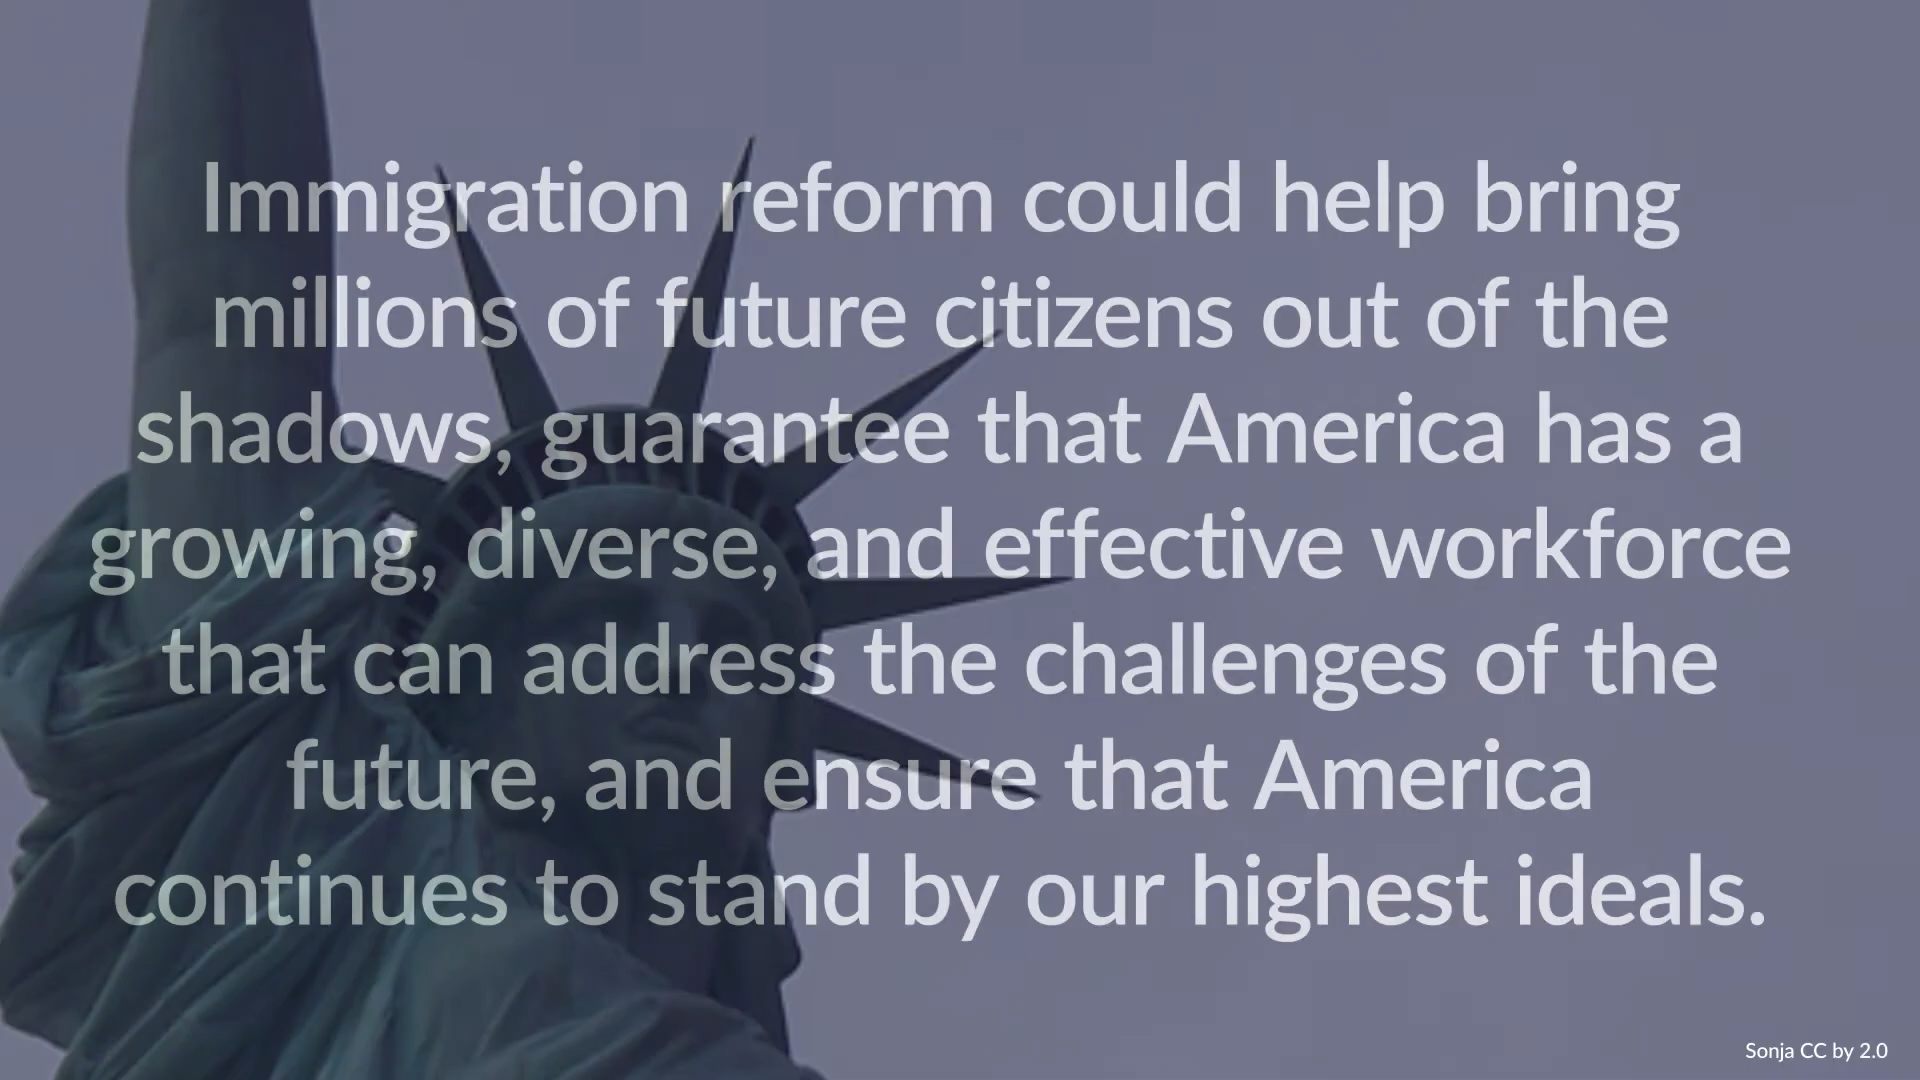 Immigration reform could help bring
millions of future citizens out of the
shadows, guarantee that America has a
growing, diverse, and effective workforce
that can address the challenges of the
future, and ensure that America
continues to stand by our highest ideals.
Sonja CC by 2.0